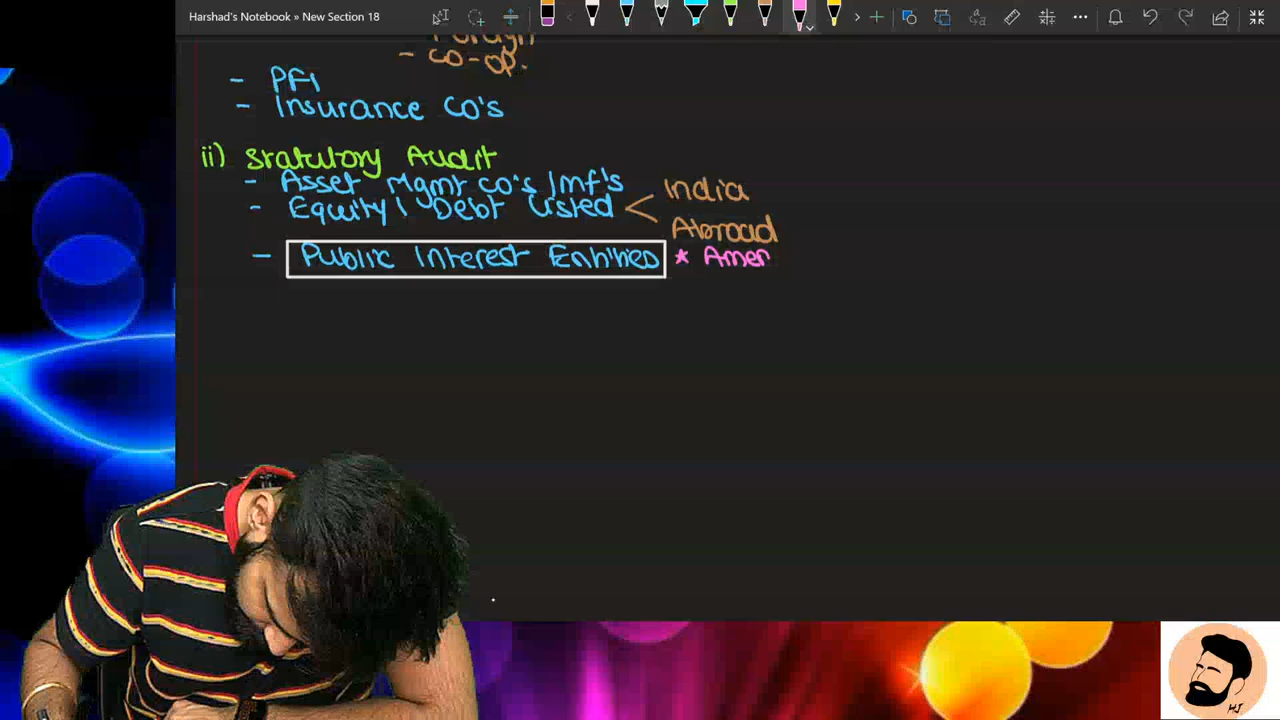 Harshad's Notebook » New Section 18
- CO-OP.
- PFI
- Insurance Co's
ii) Statutory Audit
- Asset Mgmt co's / mf's
- Equity / Debt Listed < India
Abroad
- Public Interest Entities * Amen
HJ